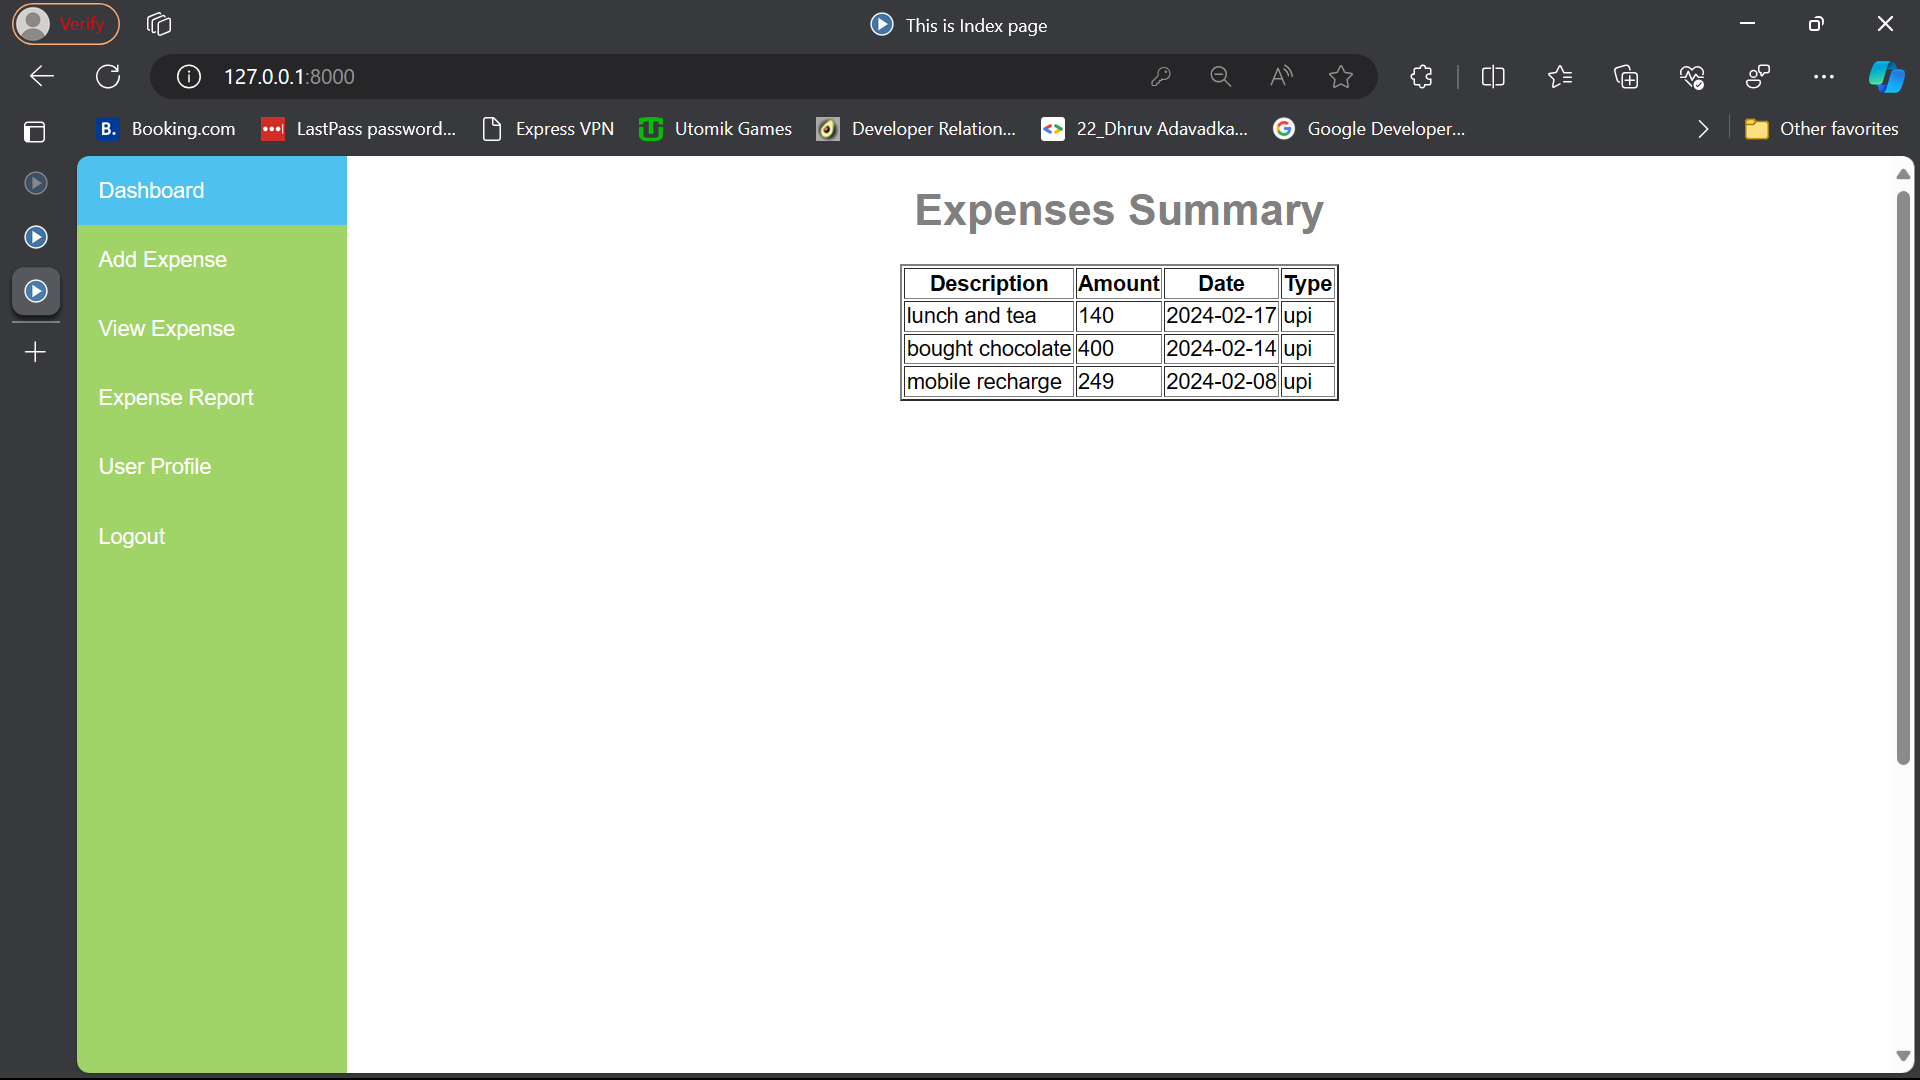 Verify
This is Index page
127.0.0.1:8000
Booking.com
LastPass password...
Express VPN
Utomik Games
Developer Relation...
22_Dhruv Adavadka...
Google Developer...
Other favorites
Dashboard
Add Expense
View Expense
Expense Report
User Profile
Logout
Expenses Summary
Description Amount Date Type
lunch and tea 140 2024-02-17 upi
bought chocolate 400 2024-02-14 upi
mobile recharge 249 2024-02-08 upi